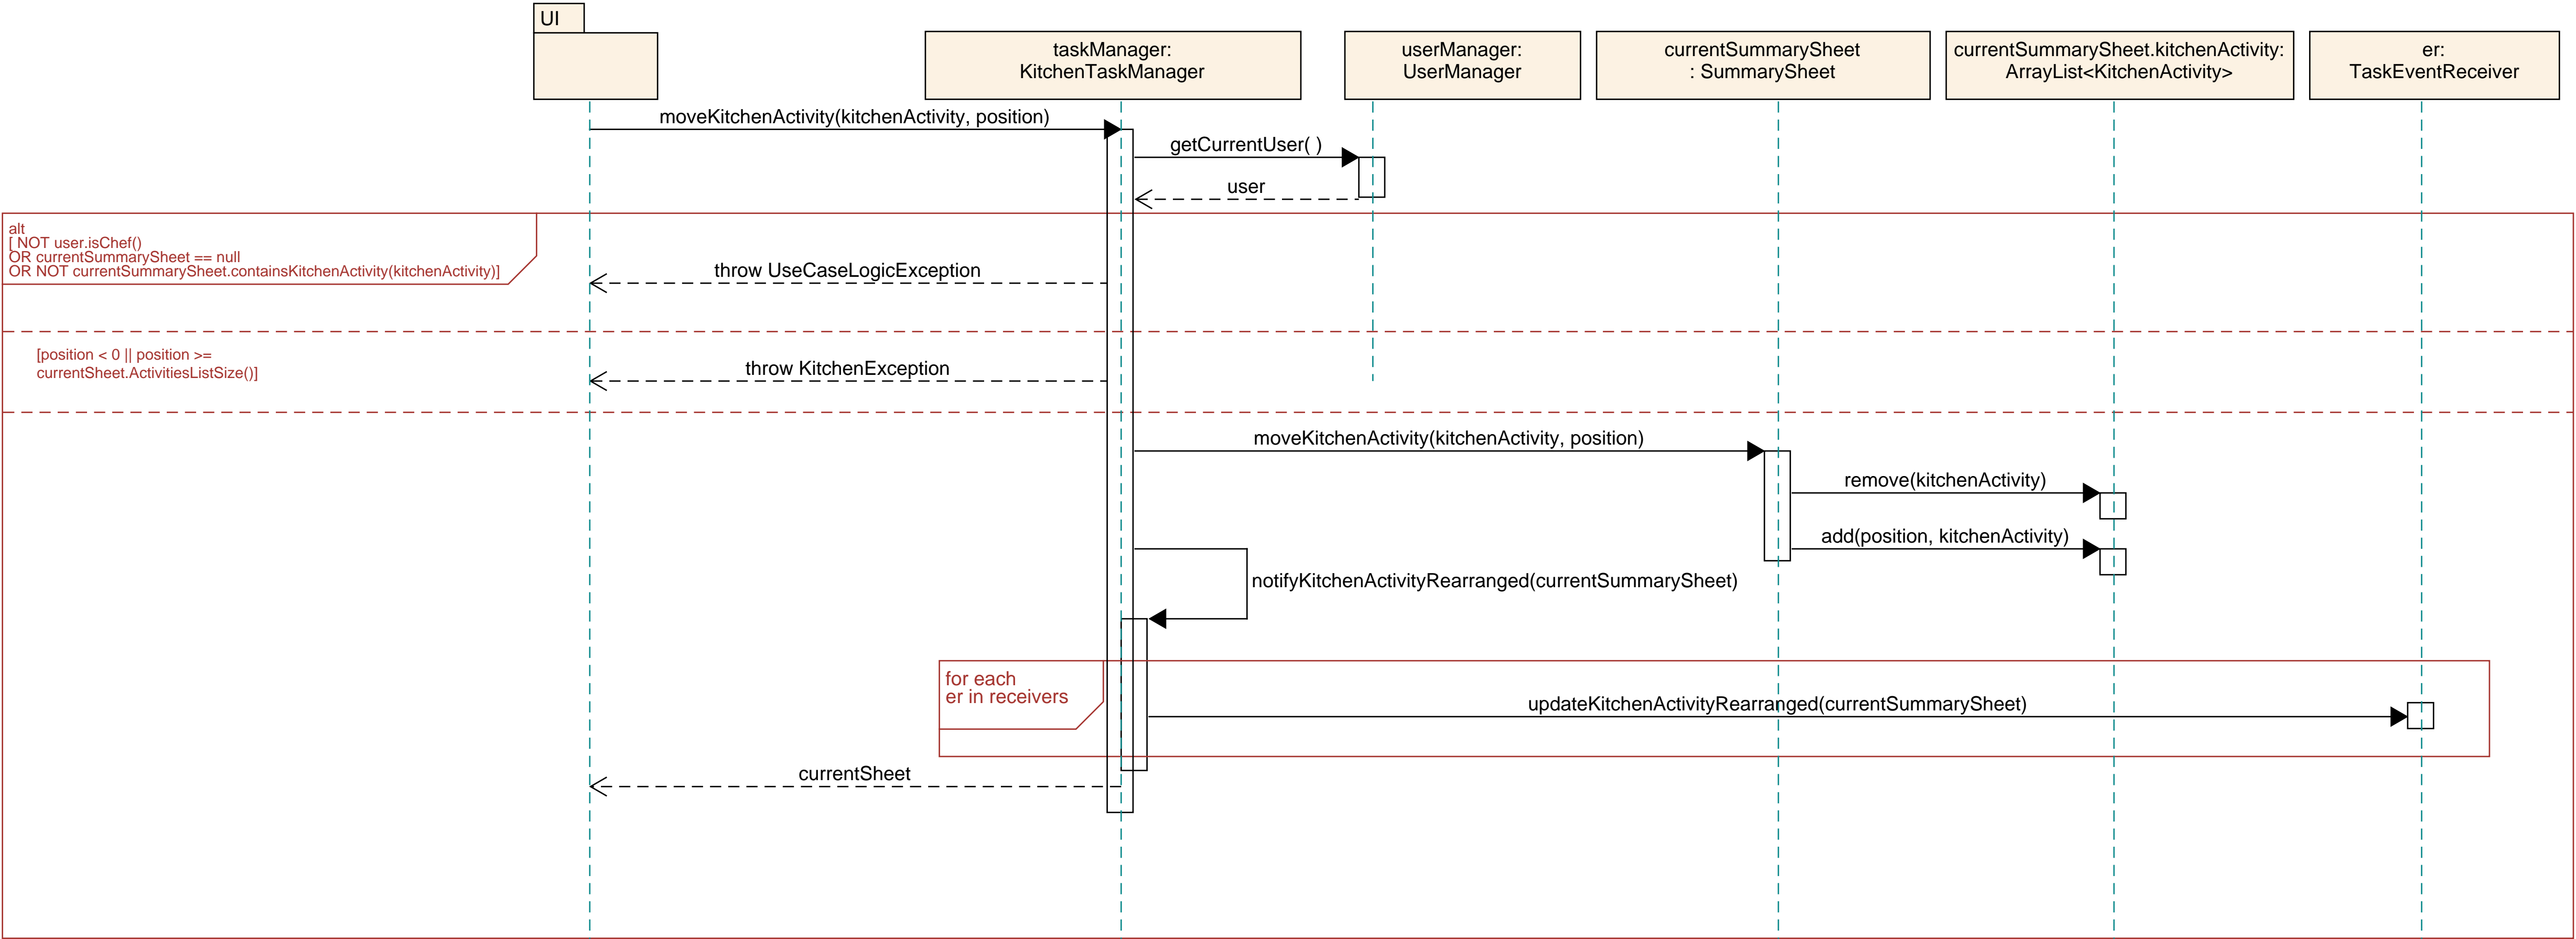 UI
taskManager:
KitchenTaskManager
userManager:
UserManager
currentSummarySheet
: SummarySheet
currentSummarySheet.kitchenActivity:
ArrayList<KitchenActivity>
er:
TaskEventReceiver
moveKitchenActivity(kitchenActivity, position)
getCurrentUser( )
user
alt
[ NOT user.isChef()
OR currentSummarySheet == null
OR NOT currentSummarySheet.containsKitchenActivity(kitchenActivity)]
throw UseCaseLogicException
[position < 0 || position >=
currentSheet.ActivitiesListSize()]
throw KitchenException
moveKitchenActivity(kitchenActivity, position)
remove(kitchenActivity)
add(position, kitchenActivity)
notifyKitchenActivityRearranged(currentSummarySheet)
for each
er in receivers
updateKitchenActivityRearranged(currentSummarySheet)
currentSheet